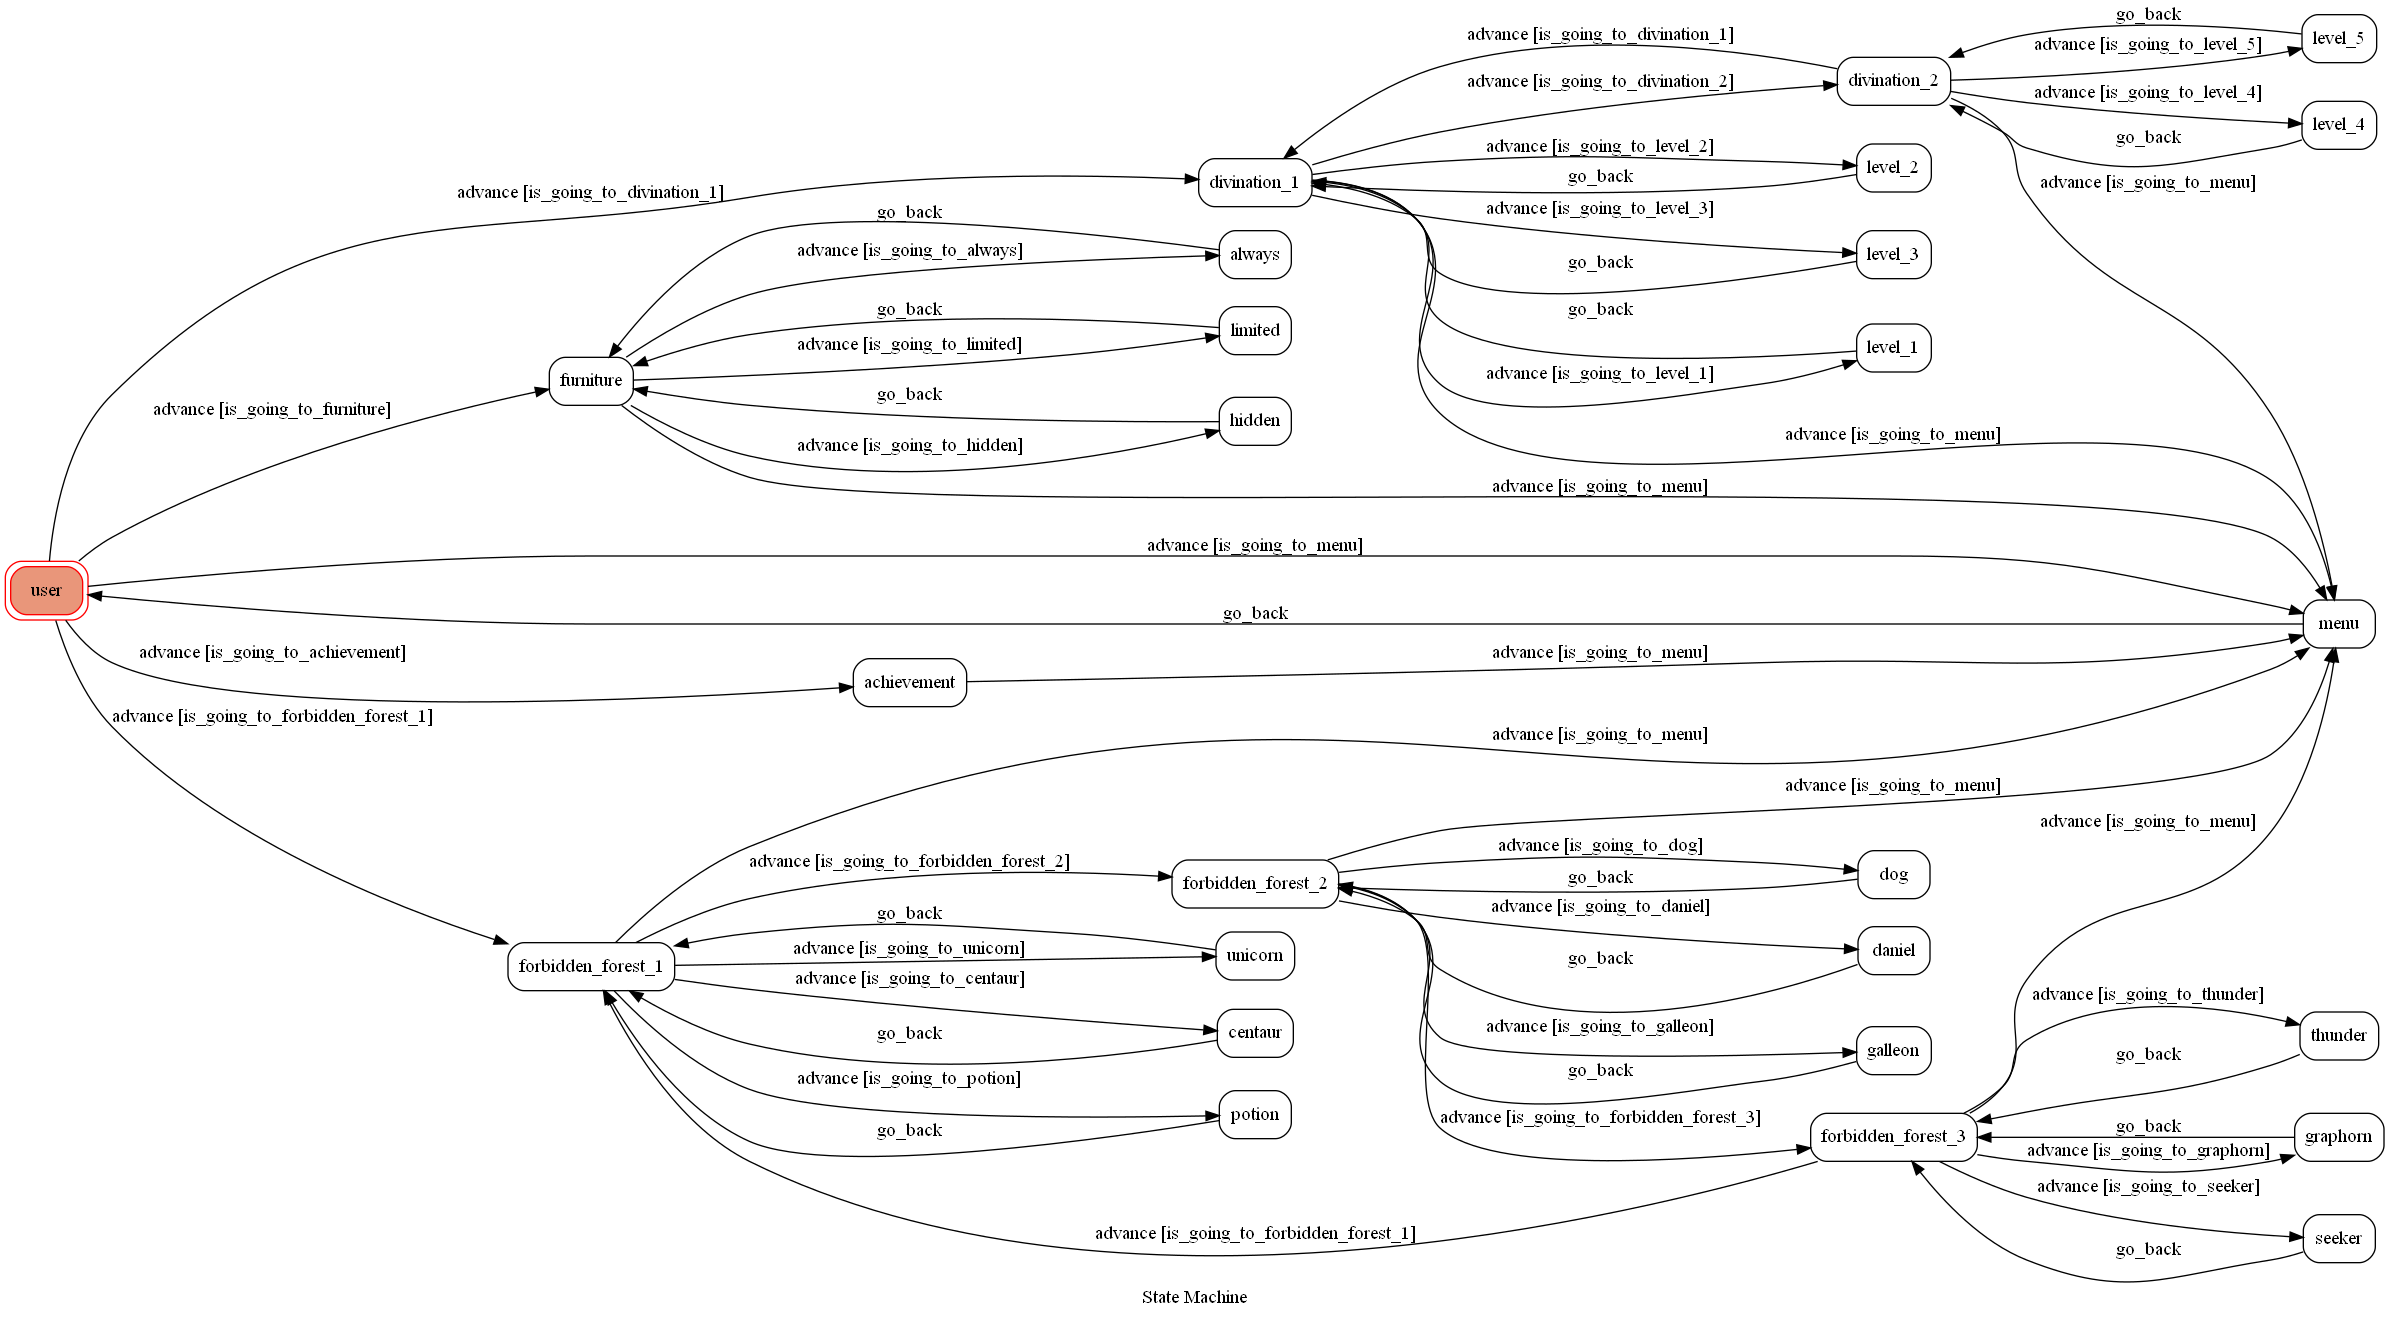 go_back
level_5
advance [is_going_to_divination_1]
advance [is_going_to_level_5]
advance [is_going_to_divination_2]
divination_2
advance [is_going_to_level_4]
level_4
go_back
advance [is_going_to_level_2]
level_2
go_back
advance [is_going_to_menu]
divination_1
advance [is_going_to_divination_1]
advance [is_going_to_level_3]
go_back
advance [is_going_to_always]
always
level_3
go_back
go_back
go_back
limited
advance [is_going_to_limited]
level_1
advance [is_going_to_level_1]
furniture
go_back
advance [is_going_to_furniture]
hidden
advance [is_going_to_hidden]
advance [is_going_to_menu]
advance [is_going_to_menu]
advance [is_going_to_menu]
user
go_back
menu
advance [is_going_to_achievement]
advance [is_going_to_menu]
achievement
advance [is_going_to_forbidden_forest_1]
advance [is_going_to_menu]
advance [is_going_to_menu]
advance [is_going_to_menu]
advance [is_going_to_dog]
advance [is_going_to_forbidden_forest_2]
dog
go_back
forbidden_forest_2
advance [is_going_to_daniel]
go_back
advance [is_going_to_unicorn]
unicorn
daniel
go_back
forbidden_forest_1
advance [is_going_to_centaur]
advance [is_going_to_thunder]
go_back
centaur
advance [is_going_to_galleon]
thunder
galleon
go_back
go_back
advance [is_going_to_potion]
potion
advance [is_going_to_forbidden_forest_3]
go_back
forbidden_forest_3
go_back
graphorn
advance [is_going_to_graphorn]
advance [is_going_to_seeker]
advance [is_going_to_forbidden_forest_1]
seeker
go_back
State Machine